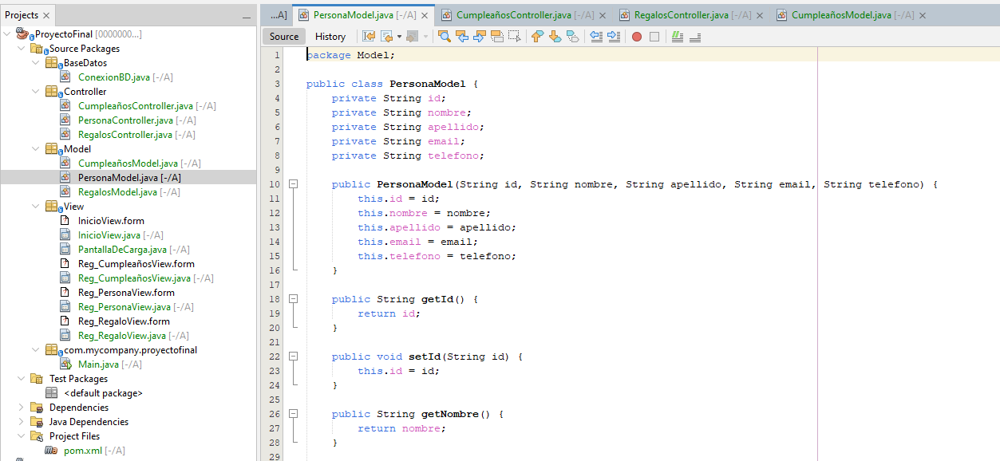 Projects
ProyectoFinal [0000000...]
Source Packages
BaseDatos
ConexionBD.java [-/A]
Controller
CumpleañosController.java [-/A]
PersonaController.java [-/A]
RegalosController.java [-/A]
Model
CumpleañosModel.java [-/A]
PersonaModel.java [-/A]
RegalosModel.java [-/A]
View
InicioView.form
InicioView.java [-/A]
PantallaDeCarga.java [-/A]
Reg_CumpleañosView.form
Reg_CumpleañosView.java [-/A]
Reg_PersonaView.form
Reg_PersonaView.java [-/A]
Reg_RegaloView.form
Reg_RegaloView.java [-/A]
com.mycompany.proyectofinal
Main.java [-/A]
Test Packages
<default package>
Dependencies
Java Dependencies
Project Files
pom.xml [-/A]
...A] PersonaModel.java [-/A] CumpleañosController.java [-/A] RegalosController.java [-/A] CumpleañosModel.java [-/A]
Source History
1 package Model;
2
3 public class PersonaModel {
4 private String id;
5 private String nombre;
6 private String apellido;
7 private String email;
8 private String telefono;
9
10 public PersonaModel(String id, String nombre, String apellido, String email, String telefono) {
11 this.id = id;
12 this.nombre = nombre;
13 this.apellido = apellido;
14 this.email = email;
15 this.telefono = telefono;
16 }
17
18 public String getId() {
19 return id;
20 }
21
22 public void setId(String id) {
23 this.id = id;
24 }
25
26 public String getNombre() {
27 return nombre;
28 }
29